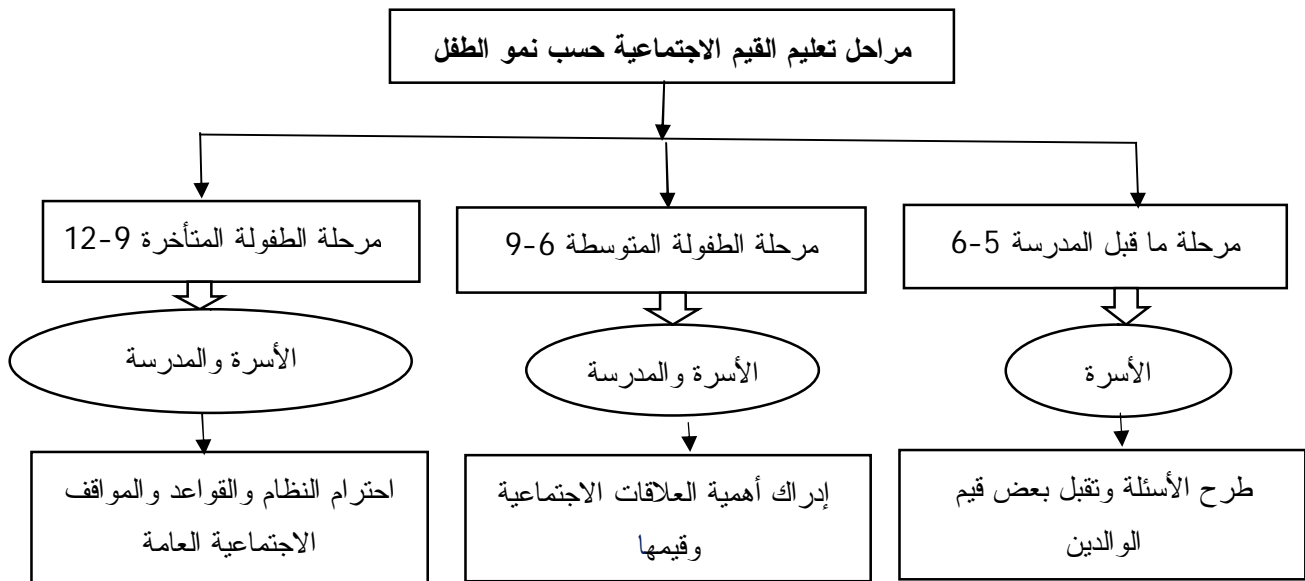 مراحل تعليم القيم الاجتماعية حسب نمو الطفل
مرحلة ما قبل المدرسة 5-6
مرحلة الطفولة المتوسطة 6-9
مرحلة الطفولة المتأخرة 9-12
الأسرة
الأسرة والمدرسة
الأسرة والمدرسة
طرح الأسئلة وتقبل بعض قيم
الوالدين
إدراك أهمية العلاقات الاجتماعية
وقيمها
احترام النظام والقواعد والمواقف
الاجتماعية العامة